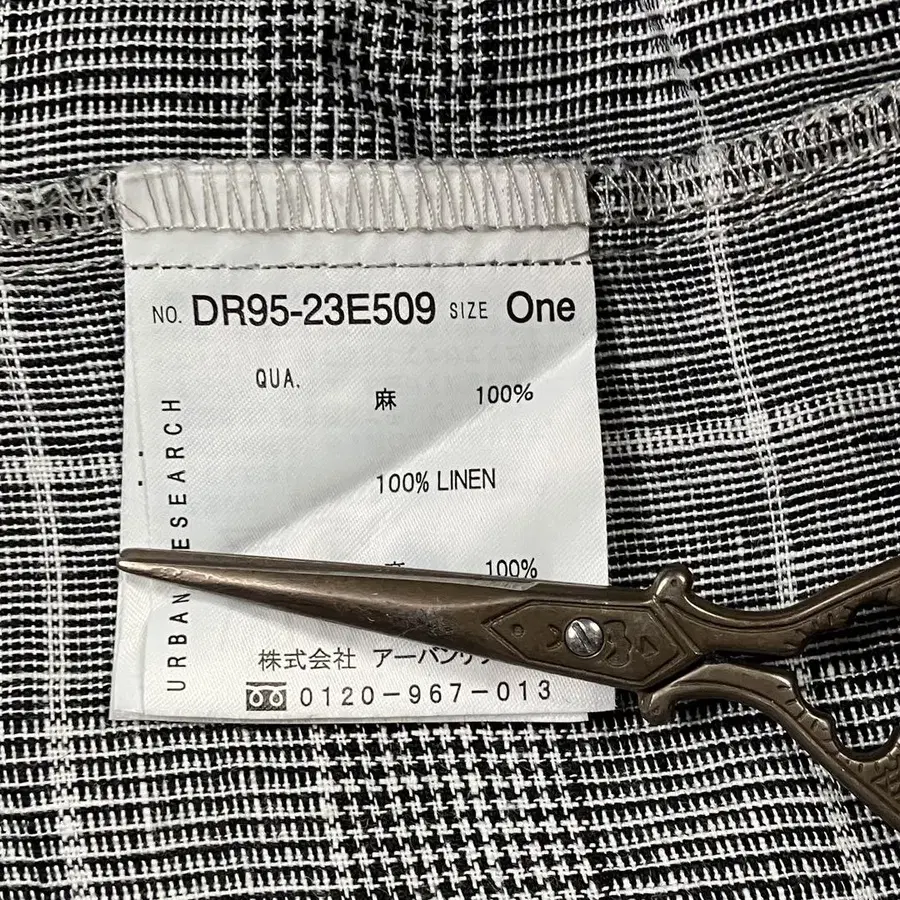 NO. DR95-23E509 SIZE One
QUA.
麻 100%
100% LINEN
100%
株式会社 アーバンリ
0120-967-013
URBAN ESEARCH